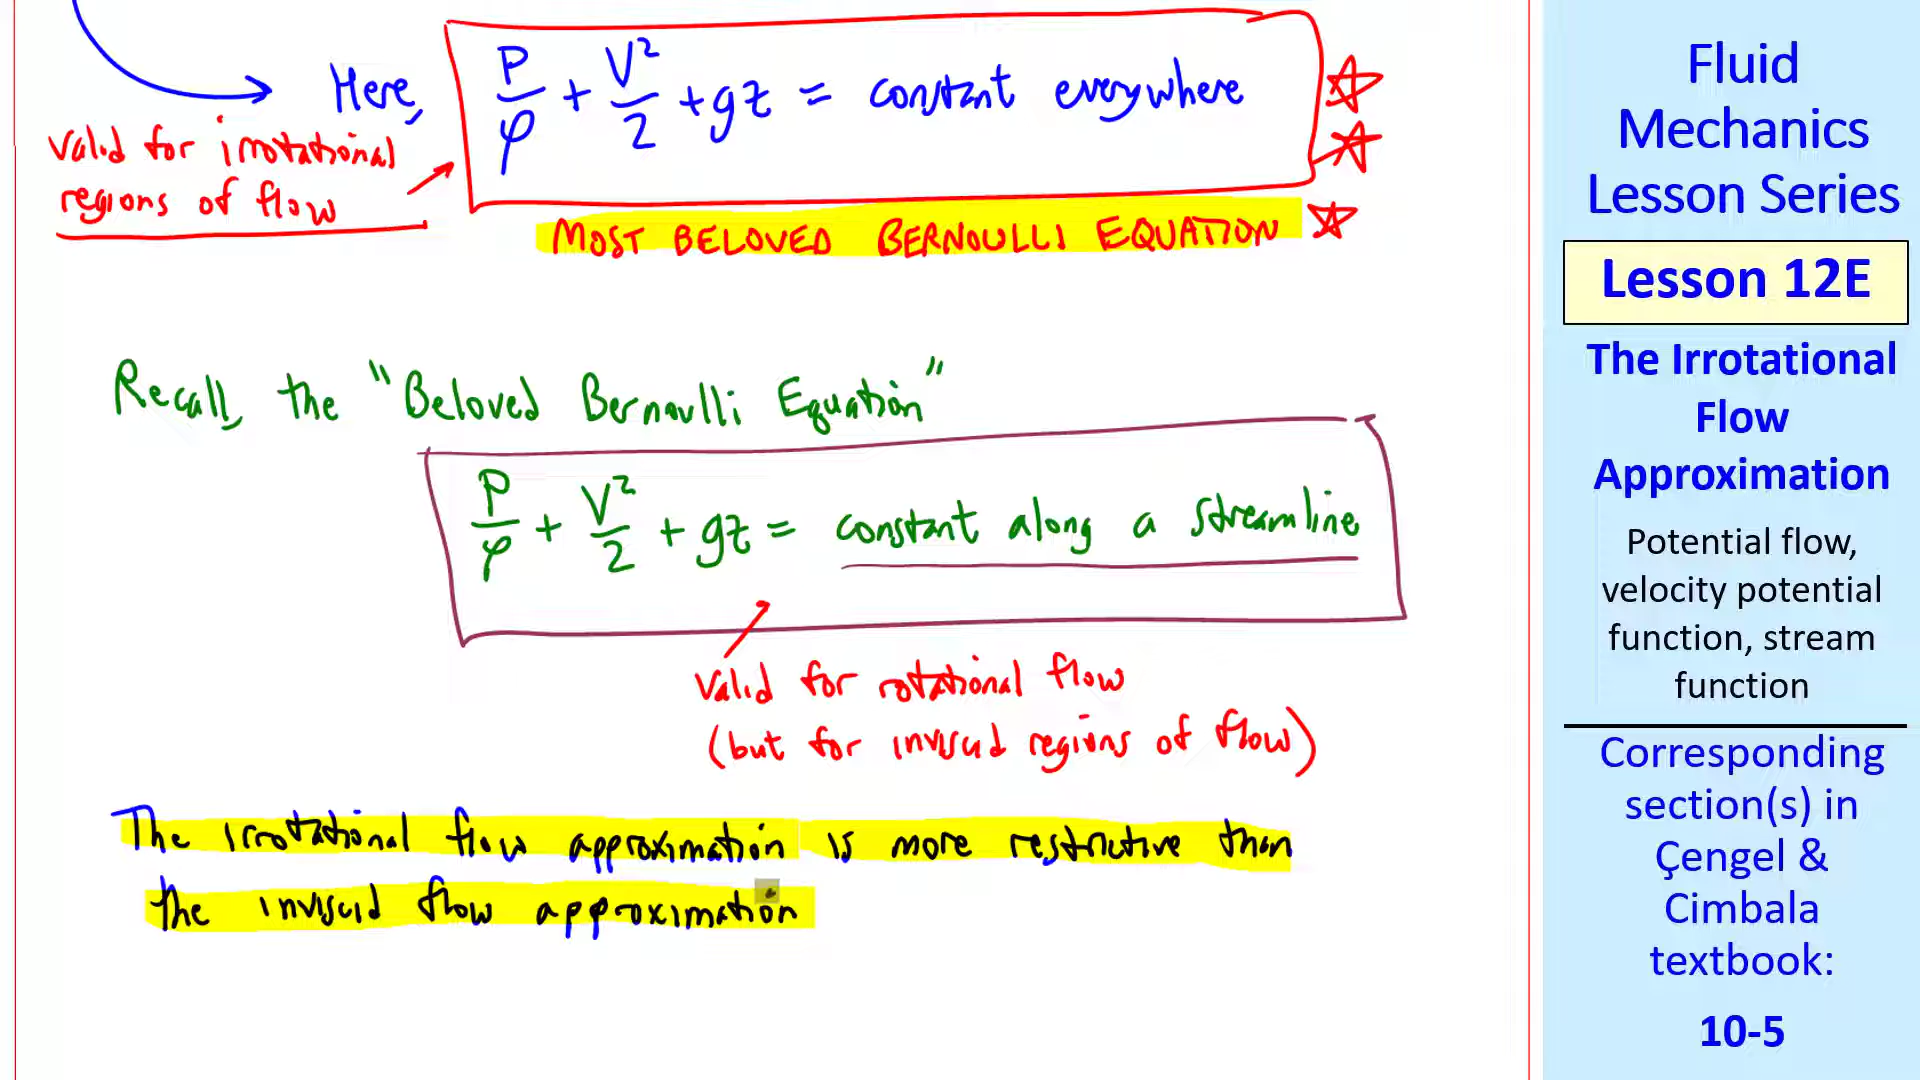 Here, P/ρ + V²/2 + gz = constant everywhere
Valid for irrotational
regions of flow
MOST BELOVED BERNOULLI EQUATION
Recall, the "Beloved Bernoulli Equation"
P/ρ + V²/2 + gz = constant along a streamline
Valid for rotational flow
(but for inviscid regions of flow)
The irrotational flow approximation is more restrictive than
the inviscid flow approximation
Fluid
Mechanics
Lesson Series
Lesson 12E
The Irrotational
Flow
Approximation
Potential flow,
velocity potential
function, stream
function
Corresponding
section(s) in
Çengel &
Cimbala
textbook:
10-5